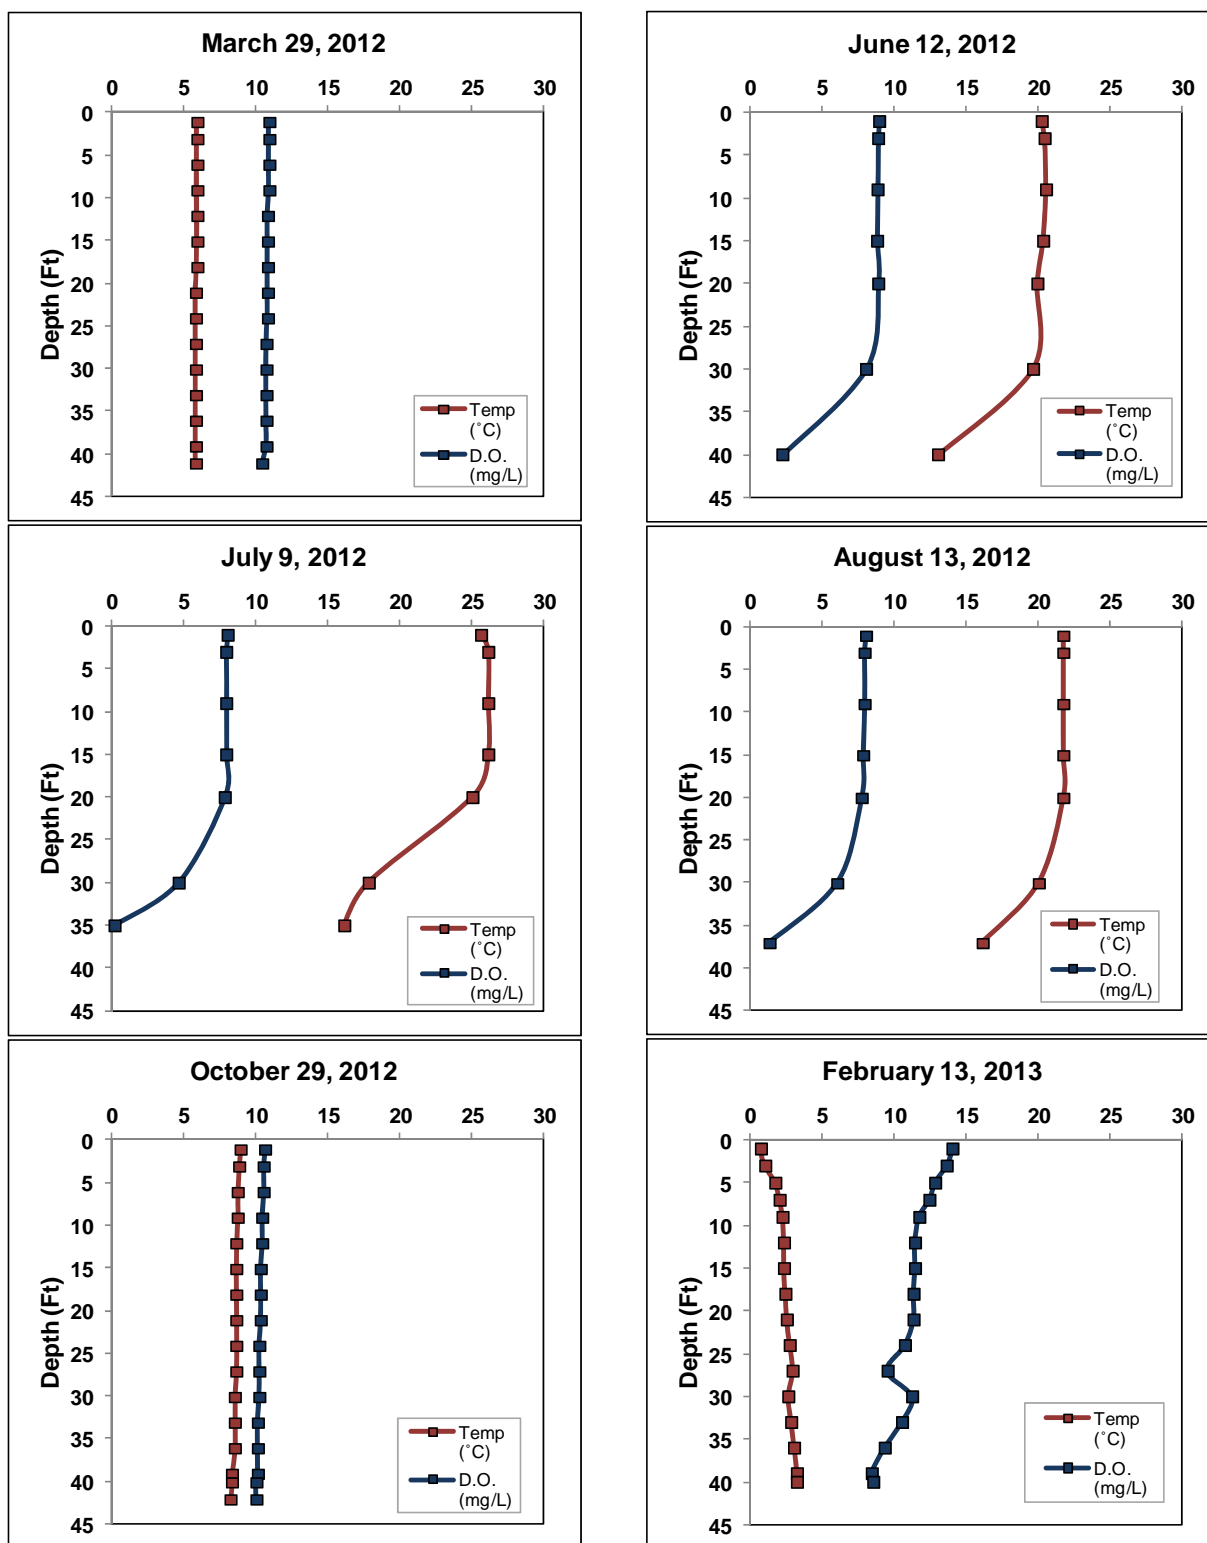 March 29, 2012
0 5 10 15 20 25 30
0
5
10
15
20
25
30
35
40
45
Depth (Ft)
Temp
(˚C)
D.O.
(mg/L)
June 12, 2012
0 5 10 15 20 25 30
0
5
10
15
20
25
30
35
40
45
Depth (Ft)
Temp
(˚C)
D.O.
(mg/L)
July 9, 2012
0 5 10 15 20 25 30
0
5
10
15
20
25
30
35
40
45
Depth (Ft)
Temp
(˚C)
D.O.
(mg/L)
August 13, 2012
0 5 10 15 20 25 30
0
5
10
15
20
25
30
35
40
45
Depth (Ft)
Temp
(˚C)
D.O.
(mg/L)
October 29, 2012
0 5 10 15 20 25 30
0
5
10
15
20
25
30
35
40
45
Depth (Ft)
Temp
(˚C)
D.O.
(mg/L)
February 13, 2013
0 5 10 15 20 25 30
0
5
10
15
20
25
30
35
40
45
Depth (Ft)
Temp
(˚C)
D.O.
(mg/L)